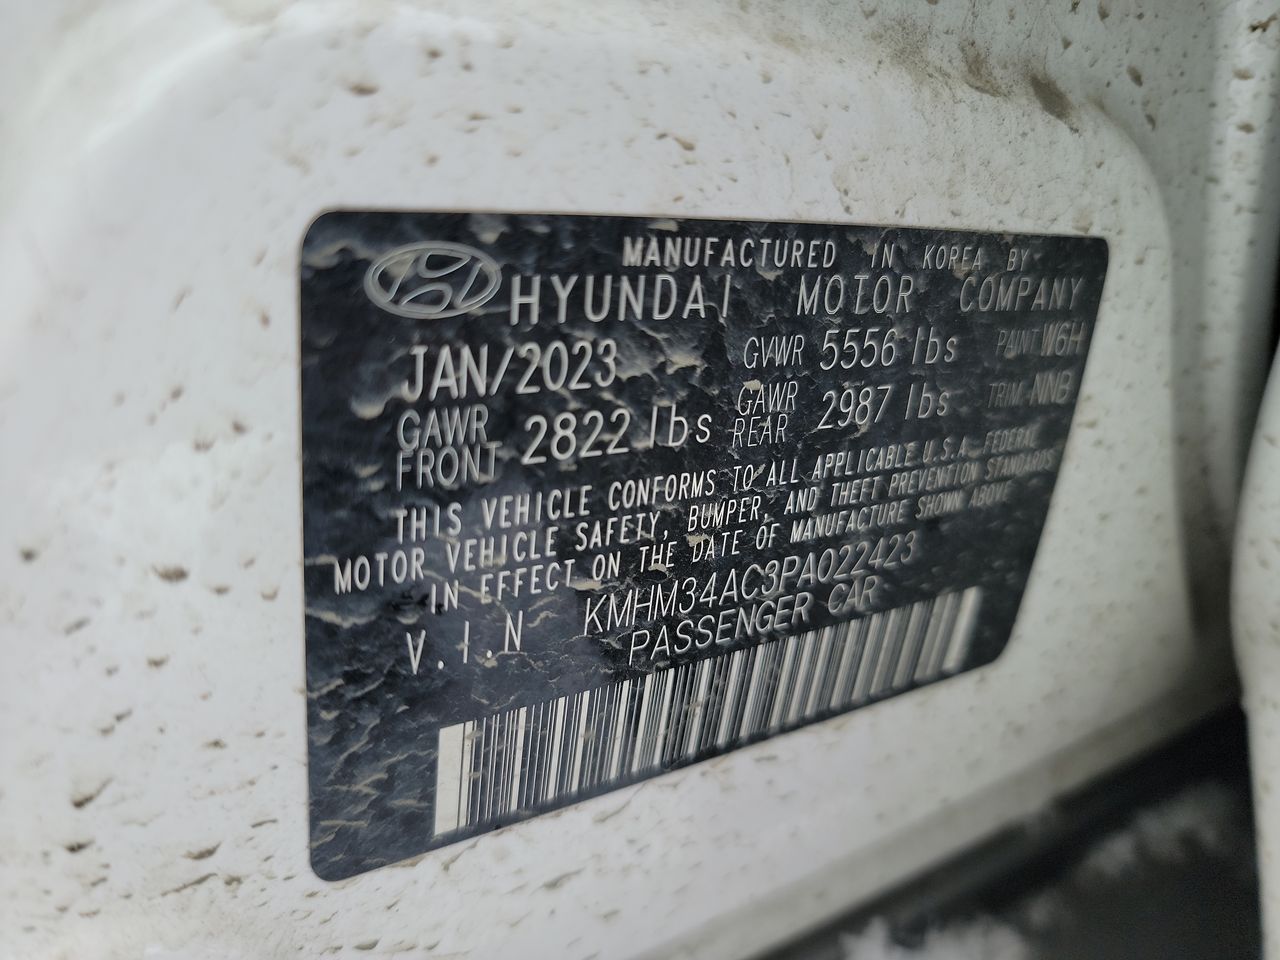 MANUFACTURED IN KOREA BY
HYUNDAI MOTOR COMPANY
JAN/2023 GVWR 5556 lbs PAINT W6H
GAWR FRONT 2822 lbs GAWR REAR 2987 lbs TRIM NNB
THIS VEHICLE CONFORMS TO ALL APPLICABLE U.S.A. FEDERAL
MOTOR VEHICLE SAFETY, BUMPER, AND THEFT PREVENTION STANDARDS
IN EFFECT ON THE DATE OF MANUFACTURE SHOWN ABOVE
V.I.N KMHM34AC3PA022423
PASSENGER CAR